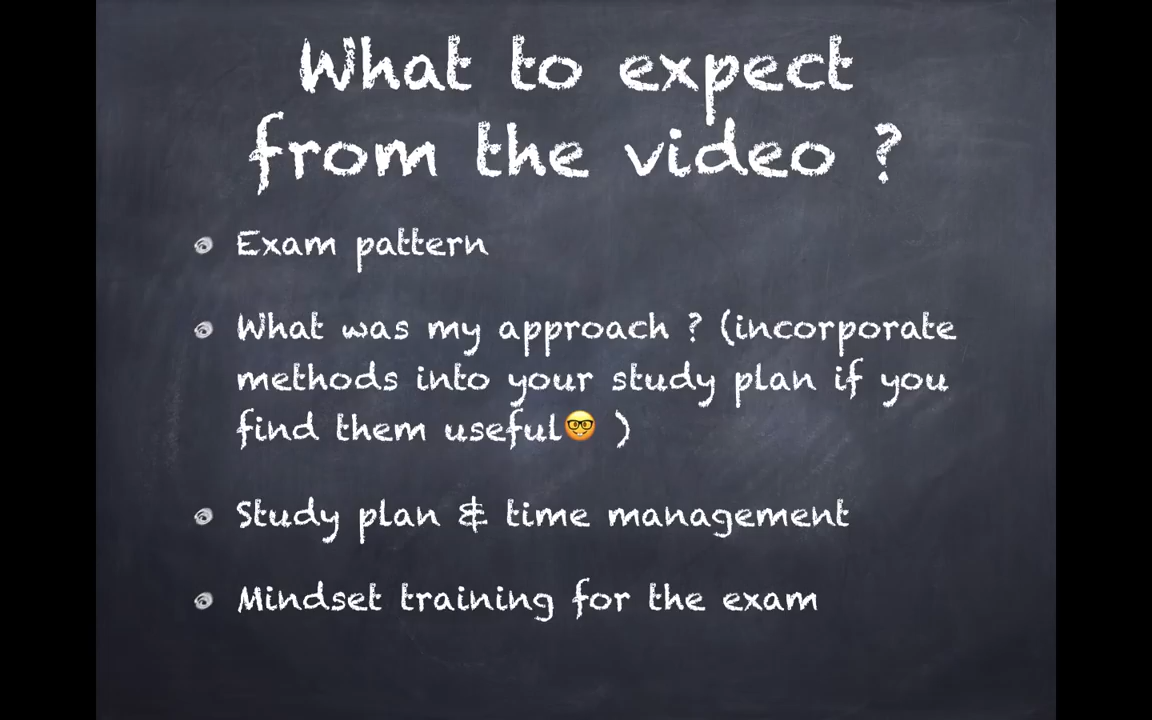 What to expect
from the video ?
Exam pattern
What was my approach ? (incorporate
methods into your study plan if you
find them useful🤓 )
Study plan & time management
Mindset training for the exam